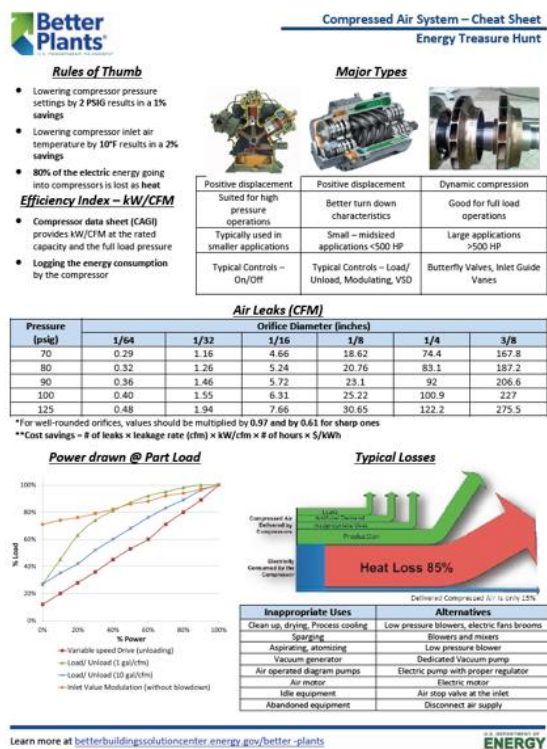 Better
Plants
U.S. DEPARTMENT OF ENERGY
Compressed Air System – Cheat Sheet
Energy Treasure Hunt
Rules of Thumb
• Lowering compressor pressure
settings by 2 PSIG results in a 1%
savings
• Lowering compressor inlet air
temperature by 10°F results in a 2%
savings
• 80% of the electric energy going
into compressors is lost as heat
Efficiency Index – kW/CFM
• Compressor data sheet (CAGI)
provides kW/CFM at the rated
capacity and the full load pressure
• Logging the energy consumption
by the compressor
Major Types
Positive displacement Positive displacement Dynamic compression
Suited for high
pressure
operations
Better turn down
characteristics
Good for full load
operations
Typically used in
smaller applications
Small – midsized
applications <500 HP
Large applications
>500 HP
Typical Controls –
On/Off
Typical Controls – Load/
Unload, Modulating, VSD
Butterfly Valves, Inlet Guide
Vanes
Air Leaks (CFM)
Pressure
(psig)
Orifice Diameter (inches)
1/64 1/32 1/16 1/8 1/4 3/8
70 0.29 1.16 4.66 18.62 74.4 167.8
80 0.32 1.26 5.24 20.76 83.1 187.2
90 0.36 1.46 5.72 23.1 92 206.6
100 0.40 1.55 6.31 25.22 100.9 227
125 0.48 1.94 7.66 30.65 122.2 275.5
*For well-rounded orifices, values should be multiplied by 0.97 and by 0.61 for sharp ones
**Cost savings = # of leaks × leakage rate (cfm) × kW/cfm × # of hours × $/kWh
Power drawn @ Part Load
100%
80%
60%
40%
20%
0%
% Load
0% 20% 40% 60% 80% 100%
% Power
Variable speed Drive (unloading)
Load/ Unload (1 gal/cfm)
Load/ Unload (10 gal/cfm)
Inlet Value Modulation (without blowdown)
Typical Losses
Compressed Air
Delivered by
Compressors
Leaks
Artificial Demand
Inappropriate Uses
Production
Electricity
Consumed by the
Compressor
Heat Loss 85%
Delivered Compressed Air is only 15%
Inappropriate Uses Alternatives
Clean up, drying, Process cooling Low pressure blowers, electric fans brooms
Sparging Blowers and mixers
Aspirating, atomizing Low pressure blower
Vacuum generator Dedicated Vacuum pump
Air operated diagram pumps Electric pump with proper regulator
Air motor Electric motor
Idle equipment Air stop valve at the inlet
Abandoned equipment Disconnect air supply
Learn more at betterbuildingssolutioncenter.energy.gov/better -plants
U.S. DEPARTMENT OF
ENERGY